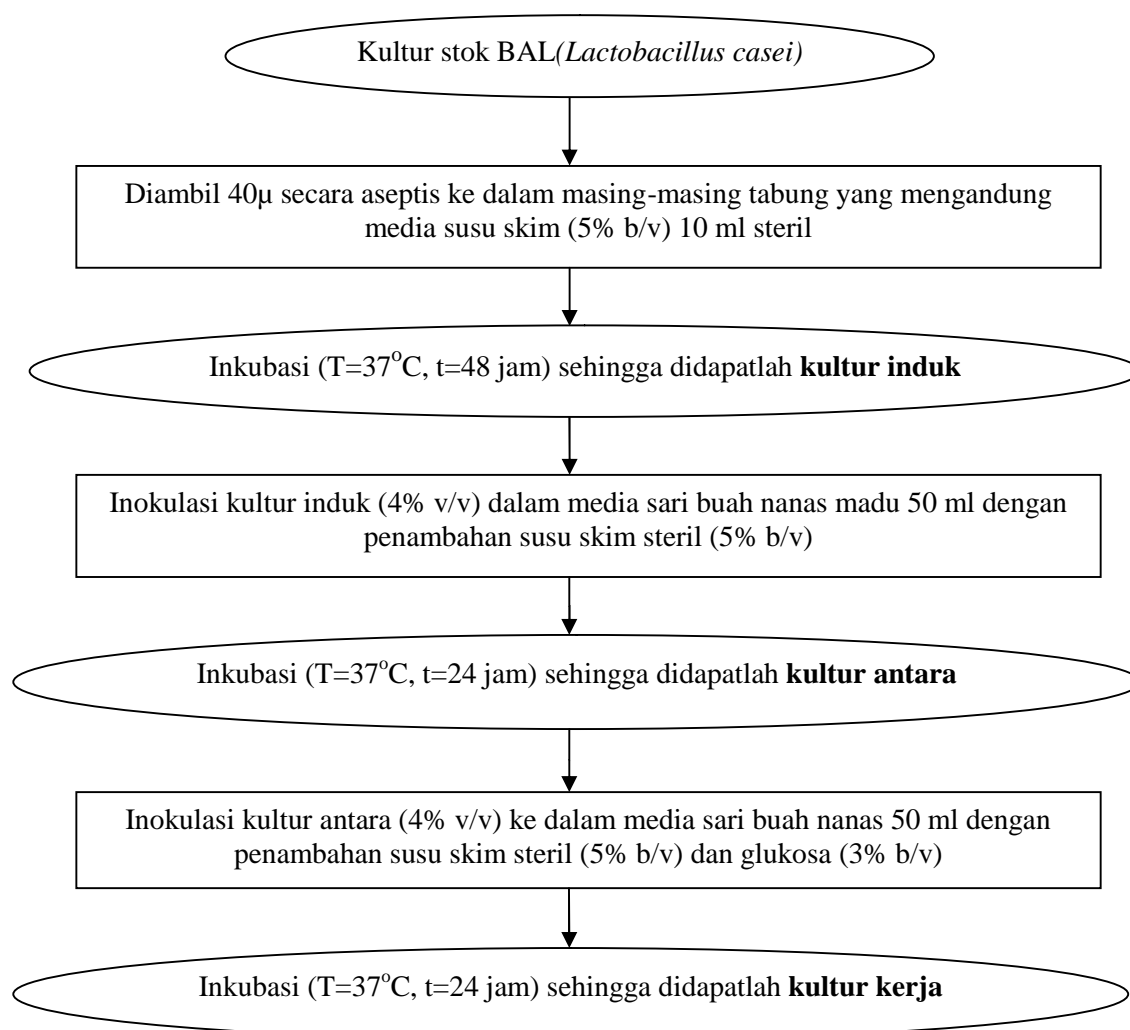 Kultur stok BAL(Lactobacillus casei)
Diambil 40μ secara aseptis ke dalam masing-masing tabung yang mengandung
media susu skim (5% b/v) 10 ml steril
Inkubasi (T=37°C, t=48 jam) sehingga didapatlah kultur induk
Inokulasi kultur induk (4% v/v) dalam media sari buah nanas madu 50 ml dengan
penambahan susu skim steril (5% b/v)
Inkubasi (T=37°C, t=24 jam) sehingga didapatlah kultur antara
Inokulasi kultur antara (4% v/v) ke dalam media sari buah nanas 50 ml dengan
penambahan susu skim steril (5% b/v) dan glukosa (3% b/v)
Inkubasi (T=37°C, t=24 jam) sehingga didapatlah kultur kerja